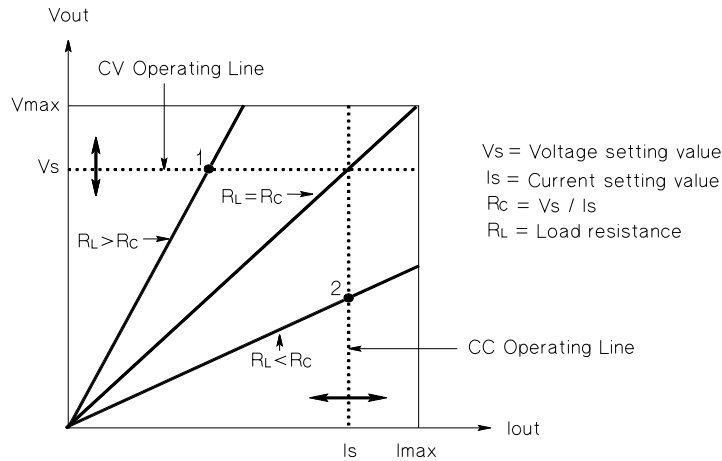 Vout
CV Operating Line
Vmax
Vs
1
RL=RC
RL>RC
2
RL<RC
CC Operating Line
Is
Imax
Iout
Vs = Voltage setting value
Is = Current setting value
RC = Vs / Is
RL = Load resistance